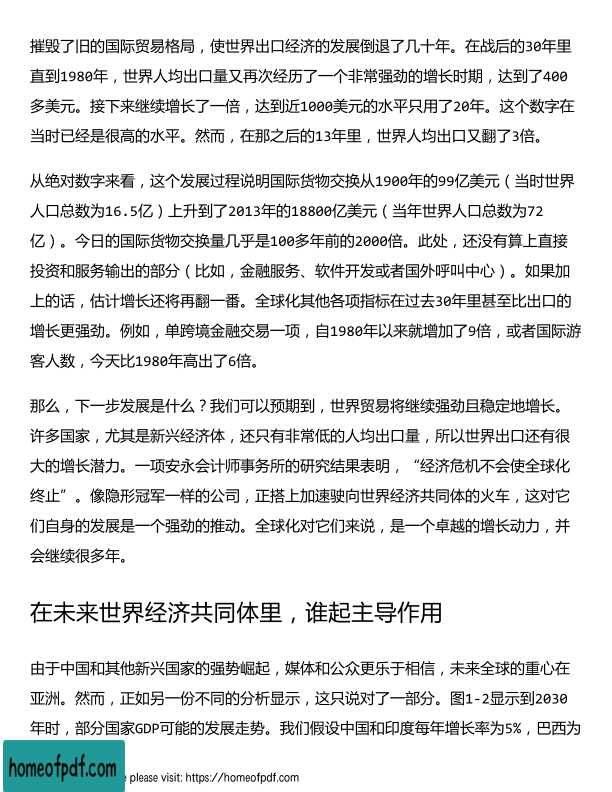 摧毁了旧的国际贸易格局，使世界出口经济的发展倒退了几十年。在战后的30年里
直到1980年，世界人均出口量又再次经历了一个非常强劲的增长时期，达到了400
多美元。接下来继续增长了一倍，达到近1000美元的水平只用了20年。这个数字在
当时已经是很高的水平。然而，在那之后的13年里，世界人均出口又翻了3倍。
从绝对数字来看，这个发展过程说明国际货物交换从1900年的99亿美元（当时世界
人口总数为16.5亿）上升到了2013年的18800亿美元（当年世界人口总数为72
亿）。今日的国际货物交换量几乎是100多年前的2000倍。此处，还没有算上直接
投资和服务输出的部分（比如，金融服务、软件开发或者国外呼叫中心）。如果加
上的话，估计增长还将再翻一番。全球化其他各项指标在过去30年里甚至比出口的
增长更强劲。例如，单跨境金融交易一项，自1980年以来就增加了9倍，或者国际游
客人数，今天比1980年高出了6倍。
那么，下一步发展是什么？我们可以预期到，世界贸易将继续强劲且稳定地增长。
许多国家，尤其是新兴经济体，还只有非常低的人均出口量，所以世界出口还有很
大的增长潜力。一项安永会计师事务所的研究结果表明，“经济危机不会使全球化
终止”。像隐形冠军一样的公司，正搭上加速驶向世界经济共同体的火车，这对它
们自身的发展是一个强劲的推动。全球化对它们来说，是一个卓越的增长动力，并
会继续很多年。
在未来世界经济共同体里，谁起主导作用
由于中国和其他新兴国家的强势崛起，媒体和公众更乐于相信，未来全球的重心在
亚洲。然而，正如另一份不同的分析显示，这只说对了一部分。图1-2显示到2030
年时，部分国家GDP可能的发展走势。我们假设中国和印度每年增长率为5%，巴西为
homeofpdf.com
e please visit: https://homeofpdf.com